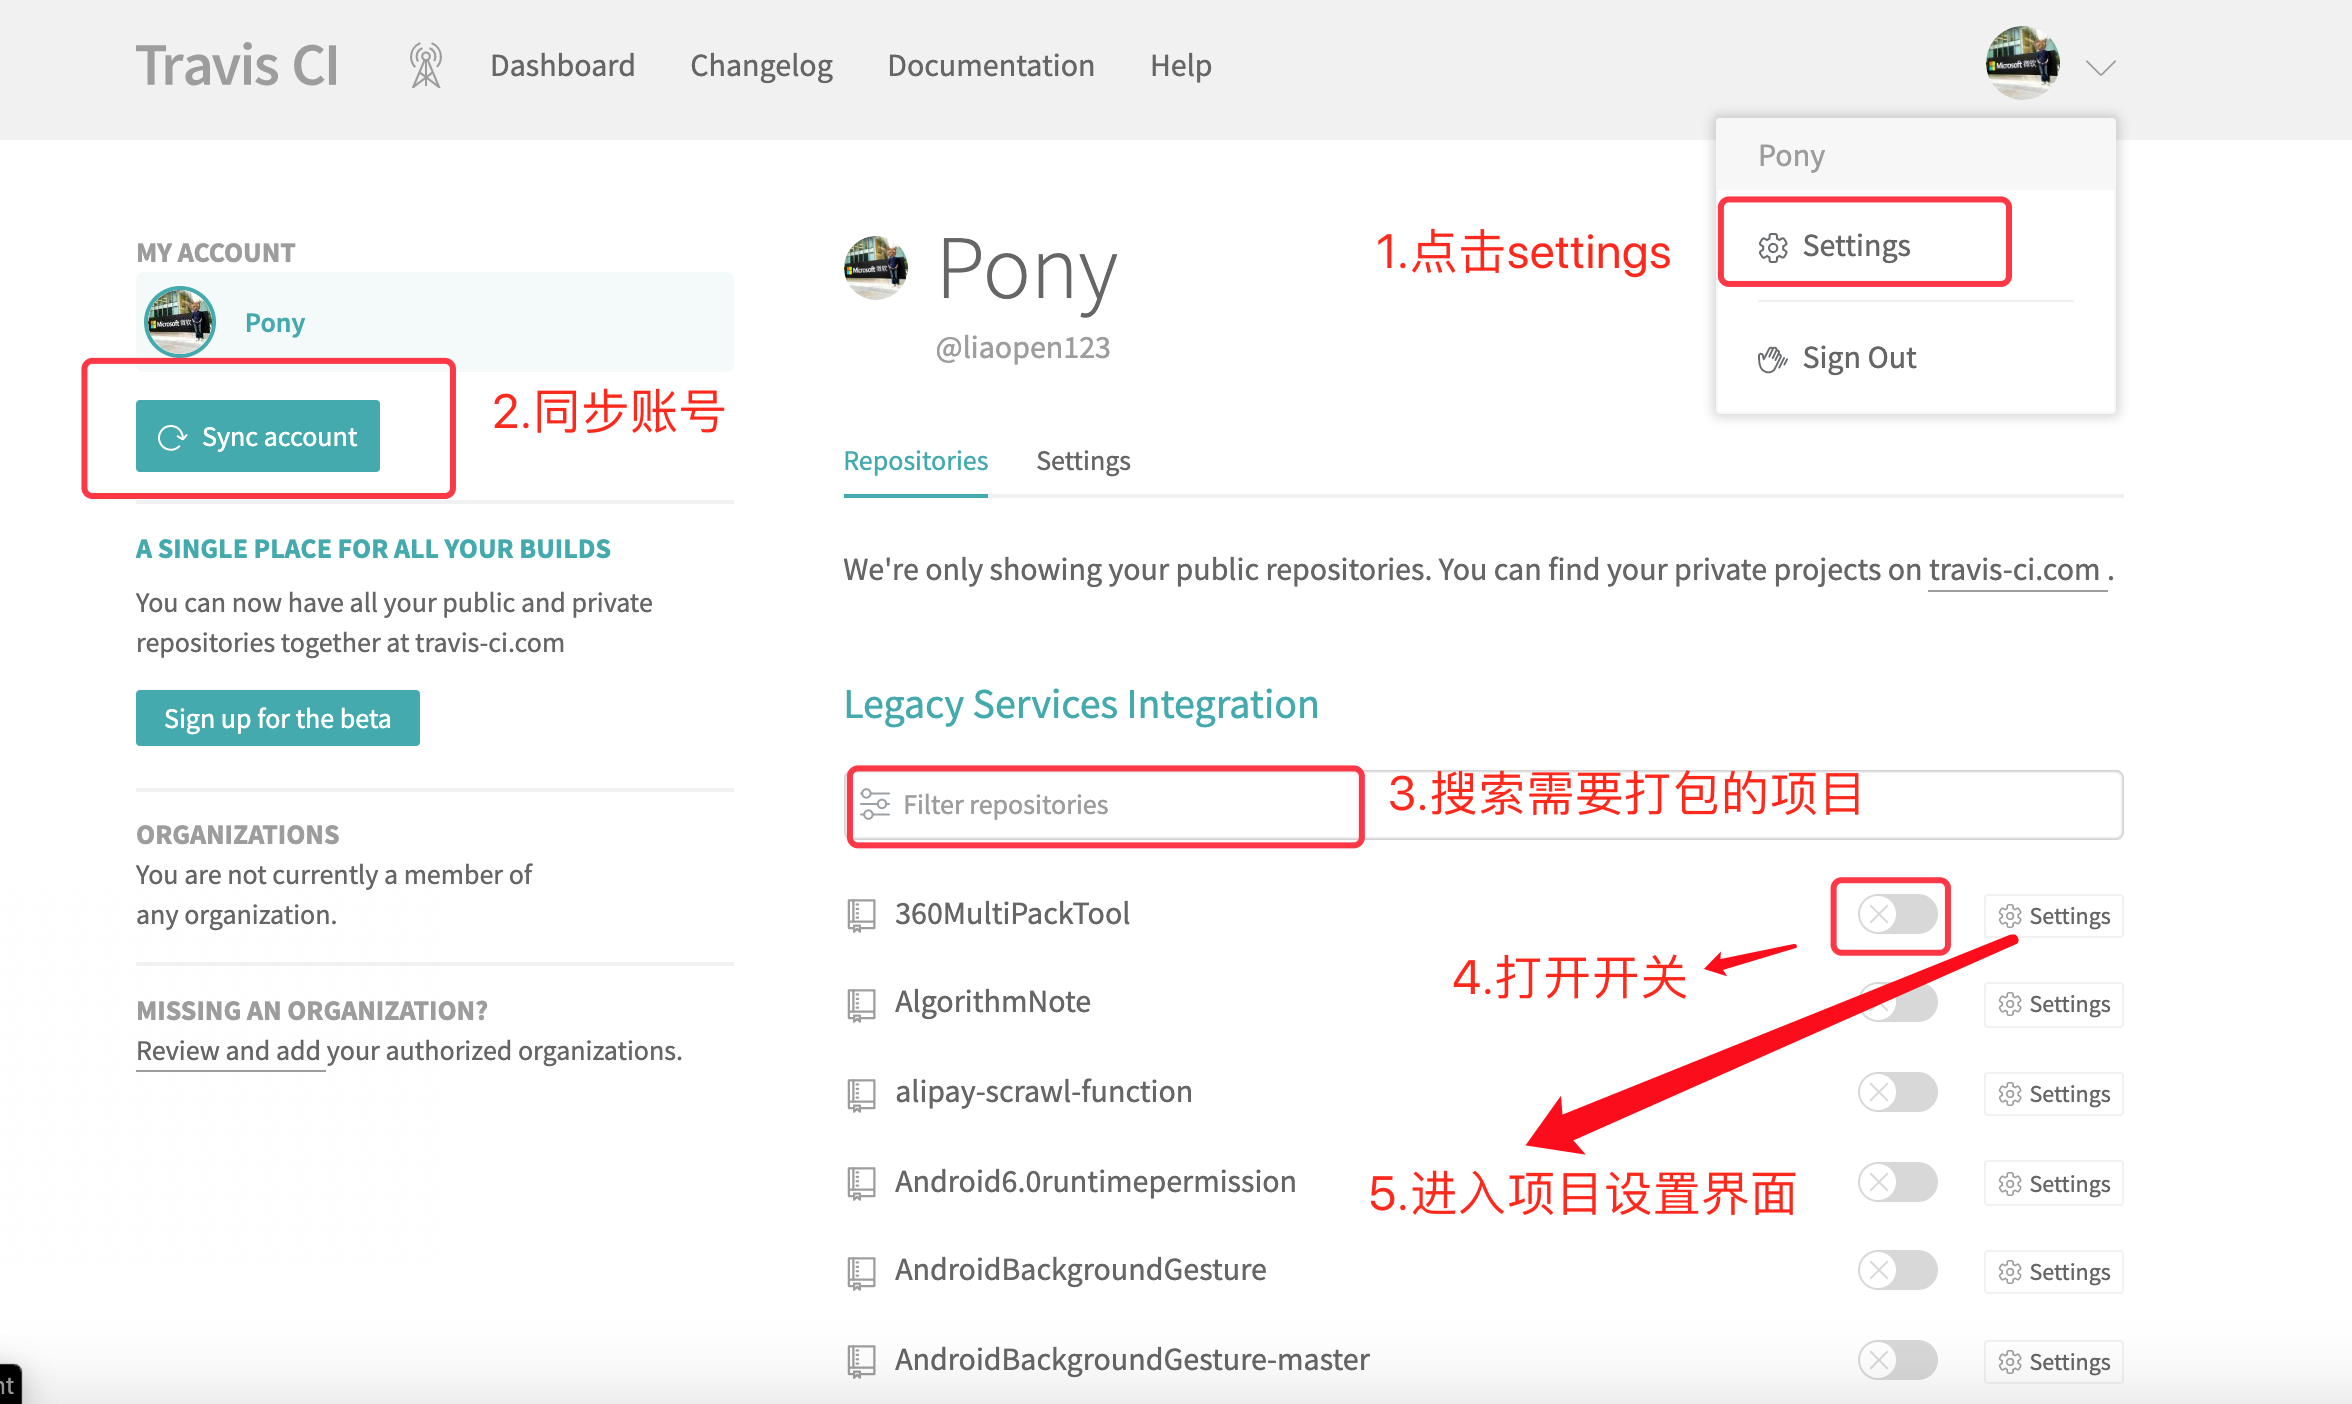 Travis CI
Dashboard
Changelog
Documentation
Help
Pony
Settings
Sign Out
1.点击settings
MY ACCOUNT
Pony
Sync account
2.同步账号
A SINGLE PLACE FOR ALL YOUR BUILDS
You can now have all your public and private
repositories together at travis-ci.com
Sign up for the beta
ORGANIZATIONS
You are not currently a member of
any organization.
MISSING AN ORGANIZATION?
Review and add your authorized organizations.
Pony
@liaopen123
Repositories
Settings
We're only showing your public repositories. You can find your private projects on travis-ci.com .
Legacy Services Integration
Filter repositories
3.搜索需要打包的项目
360MultiPackTool
Settings
4.打开开关
AlgorithmNote
Settings
alipay-scrawl-function
Settings
Android6.0runtimepermission
Settings
5.进入项目设置界面
AndroidBackgroundGesture
Settings
AndroidBackgroundGesture-master
Settings